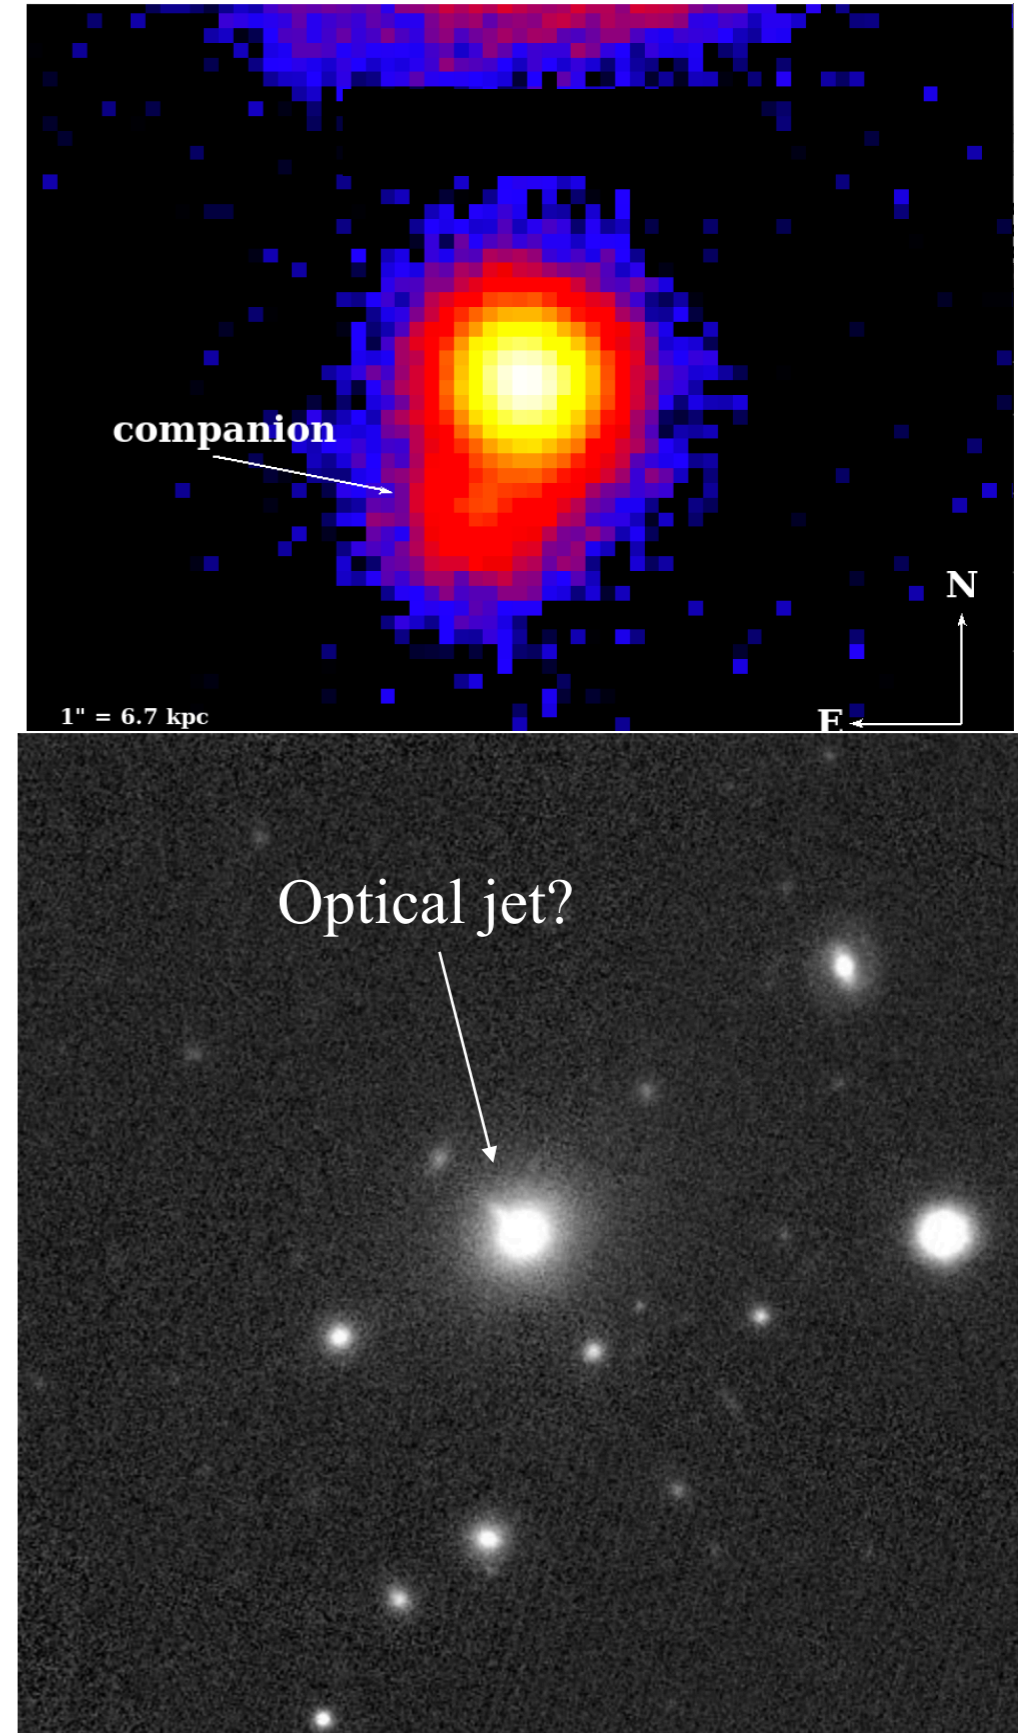 companion
N
1" = 6.7 kpc
E
Optical jet?